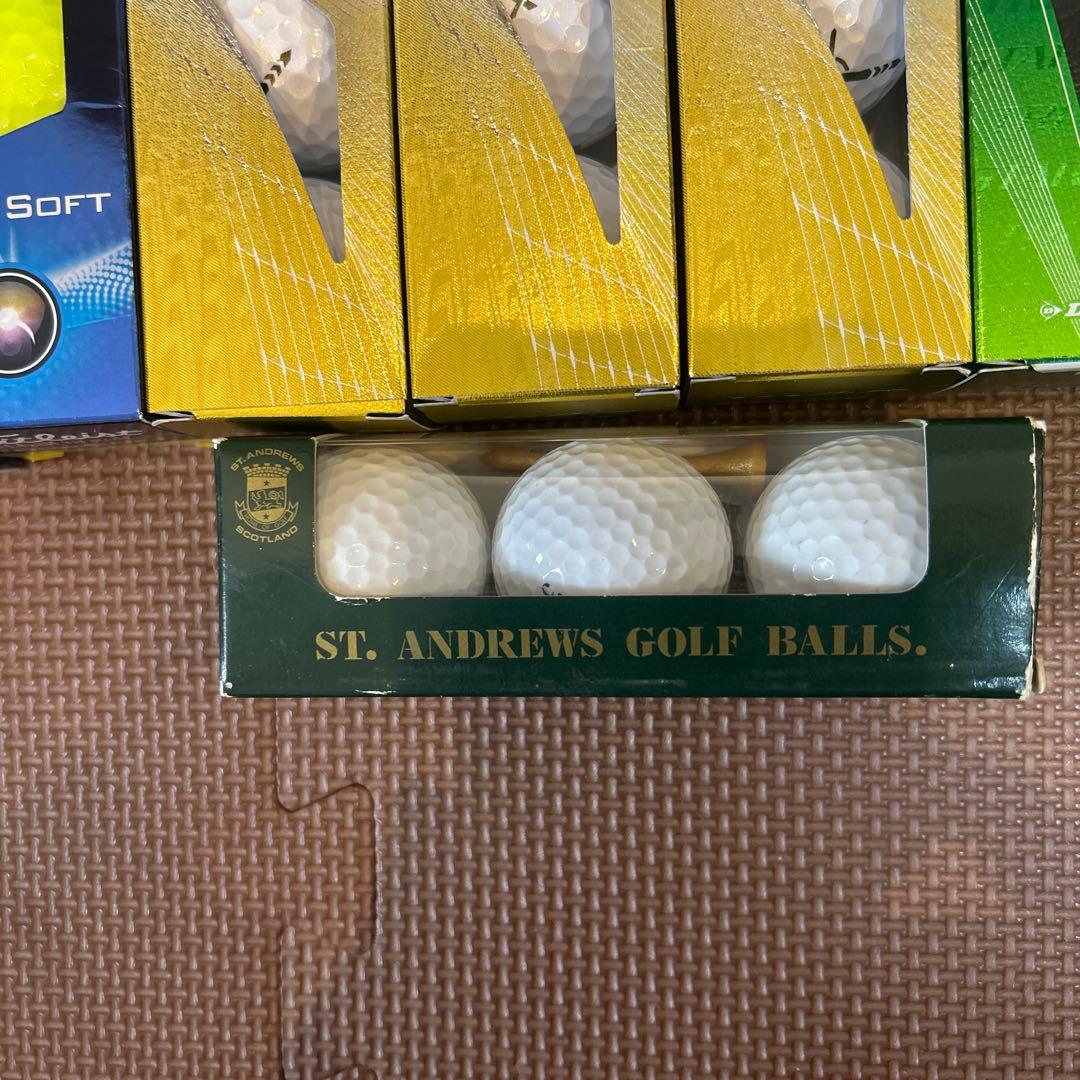 SOFT
ST. ANDREWS
SCOTLAND
ST. ANDREWS GOLF BALLS.